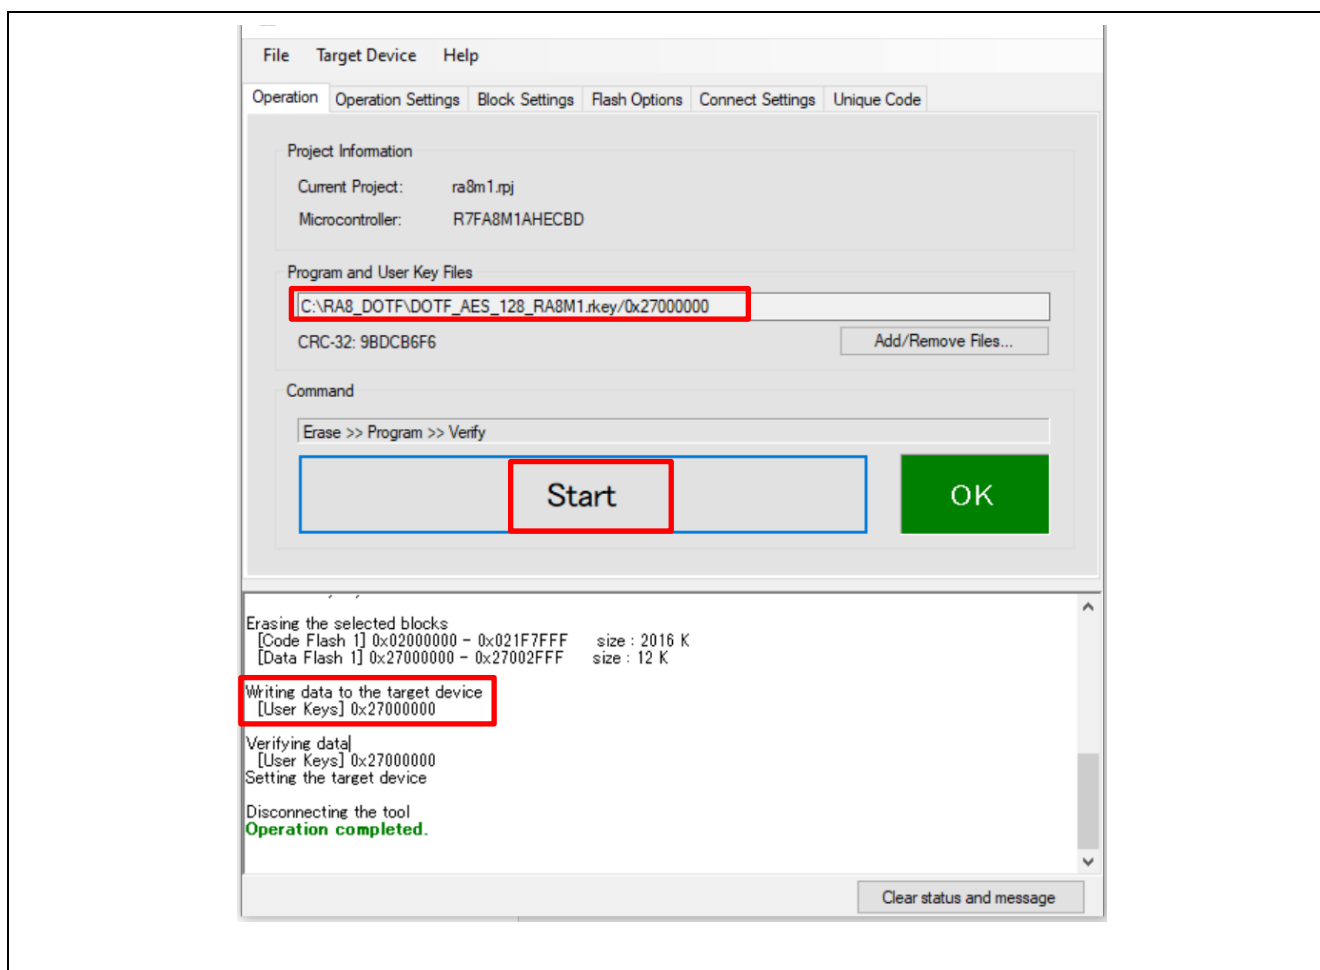 File Target Device Help
Operation Operation Settings Block Settings Flash Options Connect Settings Unique Code
Project Information
Current Project: ra8m1.rpj
Microcontroller: R7FA8M1AHECBD
Program and User Key Files
C:\RA8_DOTF\DOTF_AES_128_RA8M1.rkey/0x27000000
CRC-32: 9BDCB6F6 Add/Remove Files...
Command
Erase >> Program >> Verify
Start OK
Erasing the selected blocks
[Code Flash 1] 0x02000000 - 0x021F7FFF size : 2016 K
[Data Flash 1] 0x27000000 - 0x27002FFF size : 12 K
Writing data to the target device
[User Keys] 0x27000000
Verifying data
[User Keys] 0x27000000
Setting the target device
Disconnecting the tool
Operation completed.
Clear status and message